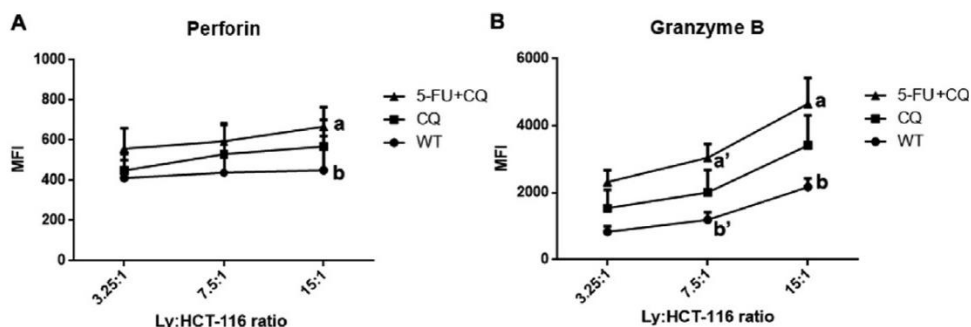 A
Perforin
1000
800
600
400
200
0
MFI
a
b
5-FU+CQ
CQ
WT
3.25:1
7.5:1
15:1
Ly:HCT-116 ratio
B
Granzyme B
6000
4000
2000
0
MFI
a
a'
b
b'
5-FU+CQ
CQ
WT
3.25:1
7.5:1
15:1
Ly:HCT-116 ratio